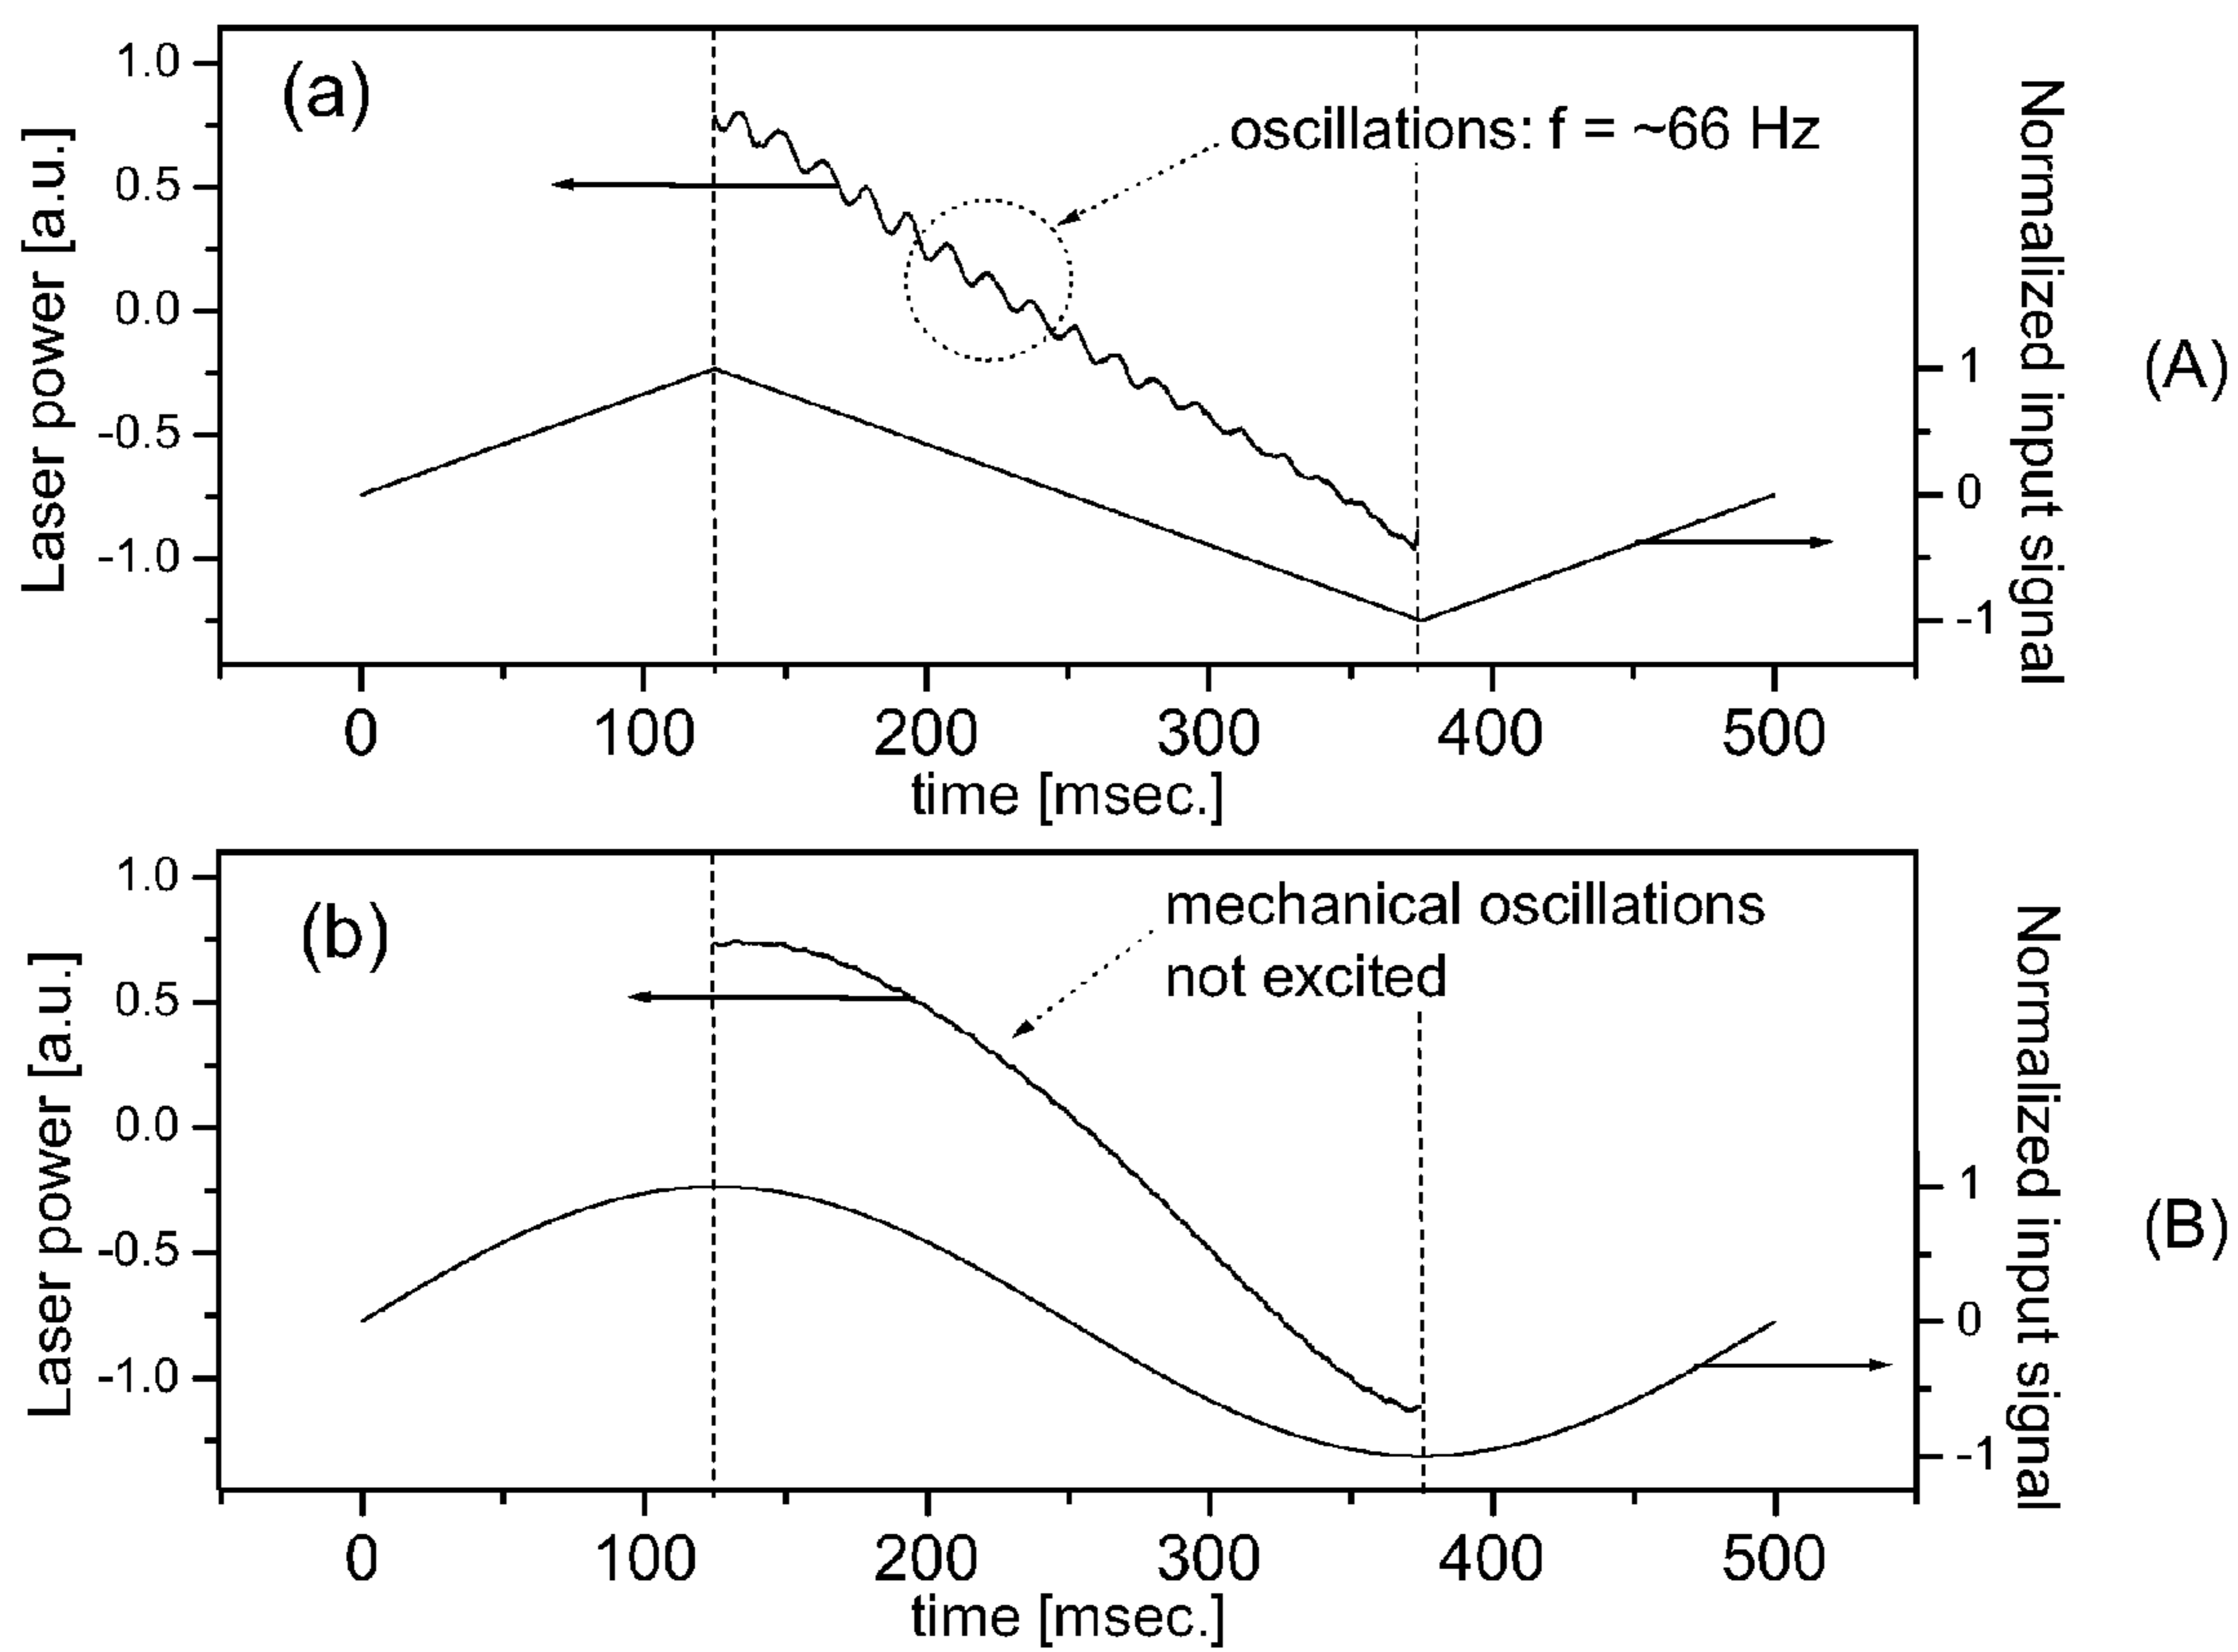 (a)
oscillations: f = ~66 Hz
Laser power [a.u.]
1.0
0.5
0.0
-0.5
-1.0
Normalized input signal
1
0
-1
(A)
0 100 200 300 400 500
time [msec.]
(b)
mechanical oscillations
not excited
Laser power [a.u.]
1.0
0.5
0.0
-0.5
-1.0
Normalized input signal
1
0
-1
(B)
0 100 200 300 400 500
time [msec.]